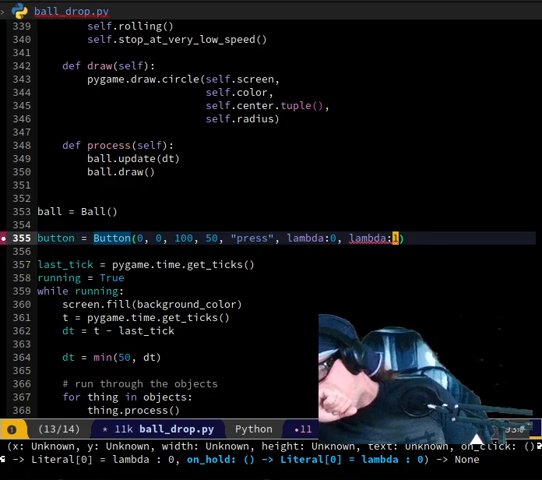 ball_drop.py
339 self.rolling()
340 self.stop_at_very_low_speed()
341
342 def draw(self):
343 pygame.draw.circle(self.screen,
344 self.color,
345 self.center.tuple(),
346 self.radius)
347
348 def process(self):
349 ball.update(dt)
350 ball.draw()
351
352
353 ball = Ball()
354
355 button = Button(0, 0, 100, 50, "press", lambda:0, lambda:1)
356
357 last_tick = pygame.time.get_ticks()
358 running = True
359 while running:
360 screen.fill(background_color)
361 t = pygame.time.get_ticks()
362 dt = t - last_tick
363
364 dt = min(50, dt)
365
366 # run through the objects
367 for thing in objects:
368 thing.process()
(13/14) * 11k ball_drop.py Python •11 93%
(x: Unknown, y: Unknown, width: Unknown, height: Unknown, text: Unknown, on_click: ()
-> Literal[0] = lambda : 0, on_hold: () -> Literal[0] = lambda : 0) -> None